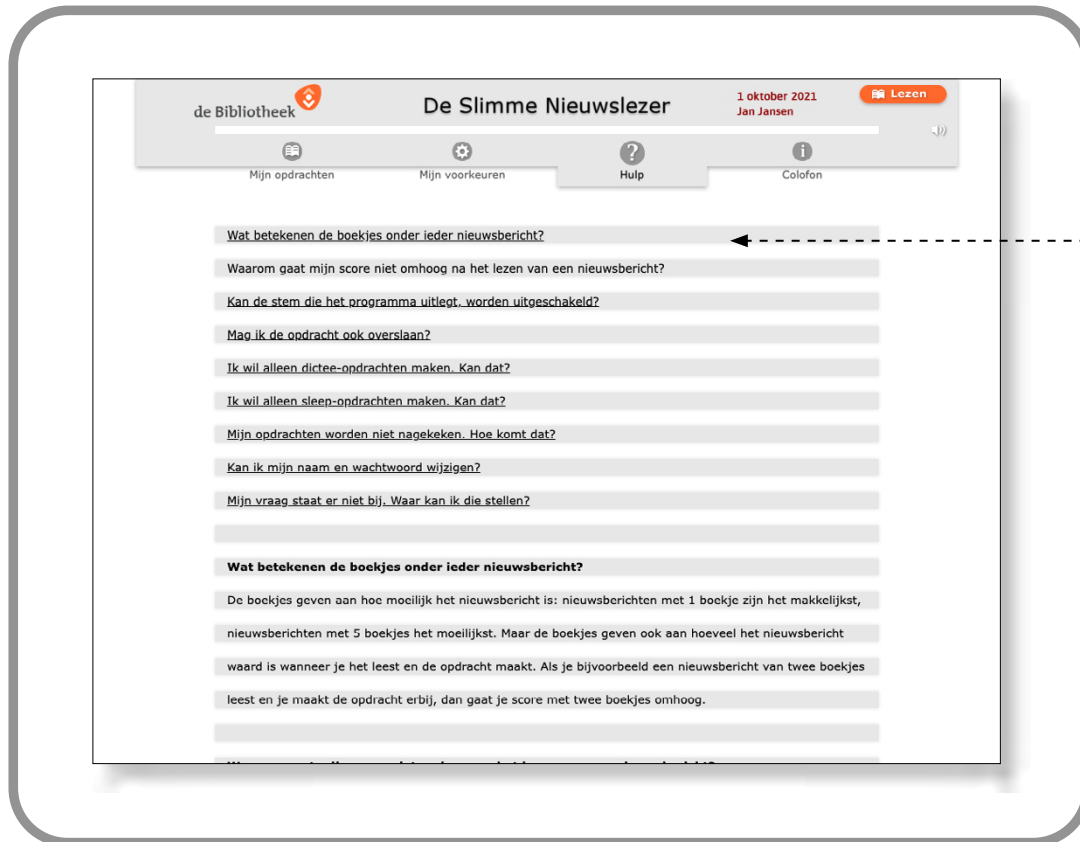 de Bibliotheek
De Slimme Nieuwslezer
1 oktober 2021
Jan Jansen
Lezen
Mijn opdrachten
Mijn voorkeuren
Hulp
Colofon
Wat betekenen de boekjes onder ieder nieuwsbericht?
Waarom gaat mijn score niet omhoog na het lezen van een nieuwsbericht?
Kan de stem die het programma uitlegt, worden uitgeschakeld?
Mag ik de opdracht ook overslaan?
Ik wil alleen dictee-opdrachten maken. Kan dat?
Ik wil alleen sleep-opdrachten maken. Kan dat?
Mijn opdrachten worden niet nagekeken. Hoe komt dat?
Kan ik mijn naam en wachtwoord wijzigen?
Mijn vraag staat er niet bij. Waar kan ik die stellen?
Wat betekenen de boekjes onder ieder nieuwsbericht?
De boekjes geven aan hoe moeilijk het nieuwsbericht is: nieuwsberichten met 1 boekje zijn het makkelijkst,
nieuwsberichten met 5 boekjes het moeilijkst. Maar de boekjes geven ook aan hoeveel het nieuwsbericht
waard is wanneer je het leest en de opdracht maakt. Als je bijvoorbeeld een nieuwsbericht van twee boekjes
leest en je maakt de opdracht erbij, dan gaat je score met twee boekjes omhoog.